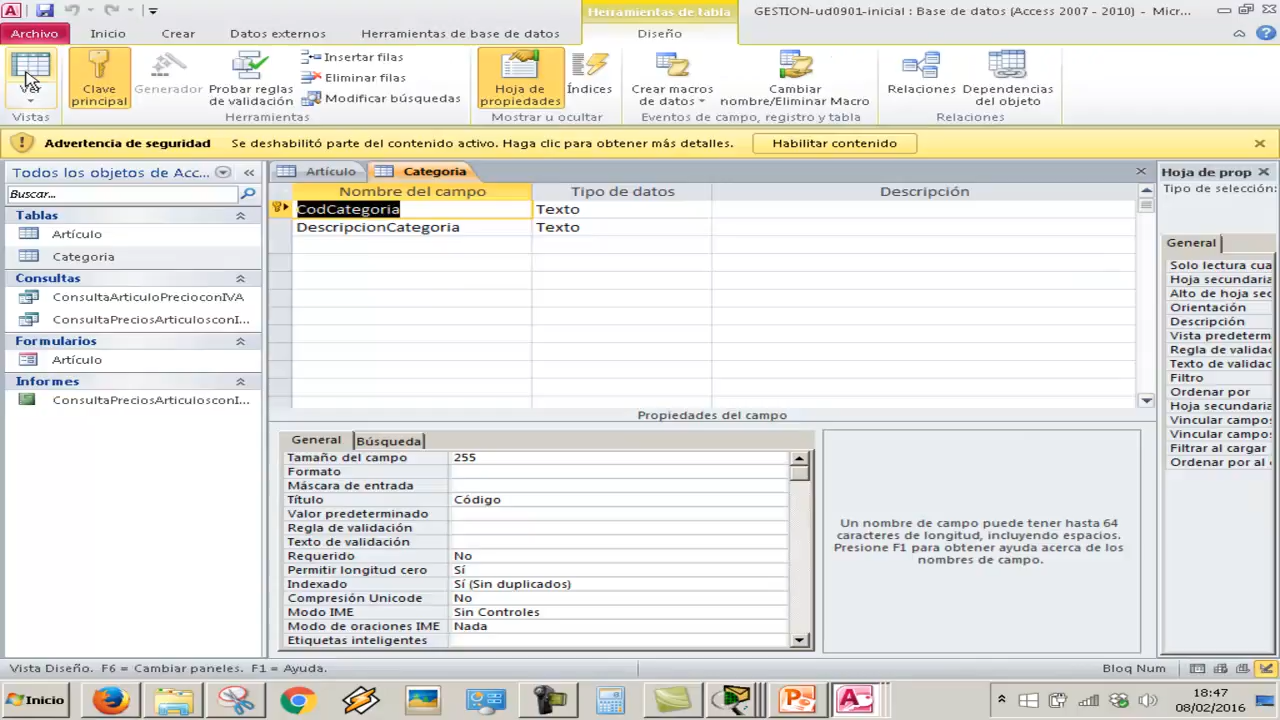 Herramientas de tabla
GESTION-ud0901-inicial : Base de datos (Access 2007 - 2010) - Micr...
Archivo
Inicio
Crear
Datos externos
Herramientas de base de datos
Diseño
Ver
Clave principal
Generador
Probar reglas de validación
Insertar filas
Eliminar filas
Modificar búsquedas
Hoja de propiedades
Índices
Crear macros de datos
Cambiar nombre/Eliminar Macro
Relaciones
Dependencias del objeto
Vistas
Herramientas
Mostrar u ocultar
Eventos de campo, registro y tabla
Relaciones
Advertencia de seguridad
Se deshabilitó parte del contenido activo. Haga clic para obtener más detalles.
Habilitar contenido
Todos los objetos de Acc...
Buscar...
Tablas
Artículo
Categoria
Consultas
ConsultaArticuloPrecioconIVA
ConsultaPreciosArticulosconI...
Formularios
Artículo
Informes
ConsultaPreciosArticulosconI...
Artículo
Categoria
Nombre del campo
Tipo de datos
Descripción
CodCategoria
Texto
DescripcionCategoria
Texto
Propiedades del campo
General
Búsqueda
Tamaño del campo
255
Formato
Máscara de entrada
Título
Código
Valor predeterminado
Regla de validación
Texto de validación
Requerido
No
Permitir longitud cero
Sí
Indexado
Sí (Sin duplicados)
Compresión Unicode
No
Modo IME
Sin Controles
Modo de oraciones IME
Nada
Etiquetas inteligentes
Un nombre de campo puede tener hasta 64
caracteres de longitud, incluyendo espacios.
Presione F1 para obtener ayuda acerca de los
nombres de campo.
Hoja de prop
Tipo de selección:
General
Solo lectura cua
Hoja secundaria
Alto de hoja sec
Orientación
Descripción
Vista predeterm
Regla de validac
Texto de validac
Filtro
Ordenar por
Hoja secundaria
Vincular campos
Vincular campos
Filtrar al cargar
Ordenar por al c
Vista Diseño. F6 = Cambiar paneles. F1 = Ayuda.
Bloq Num
Inicio
18:47
08/02/2016